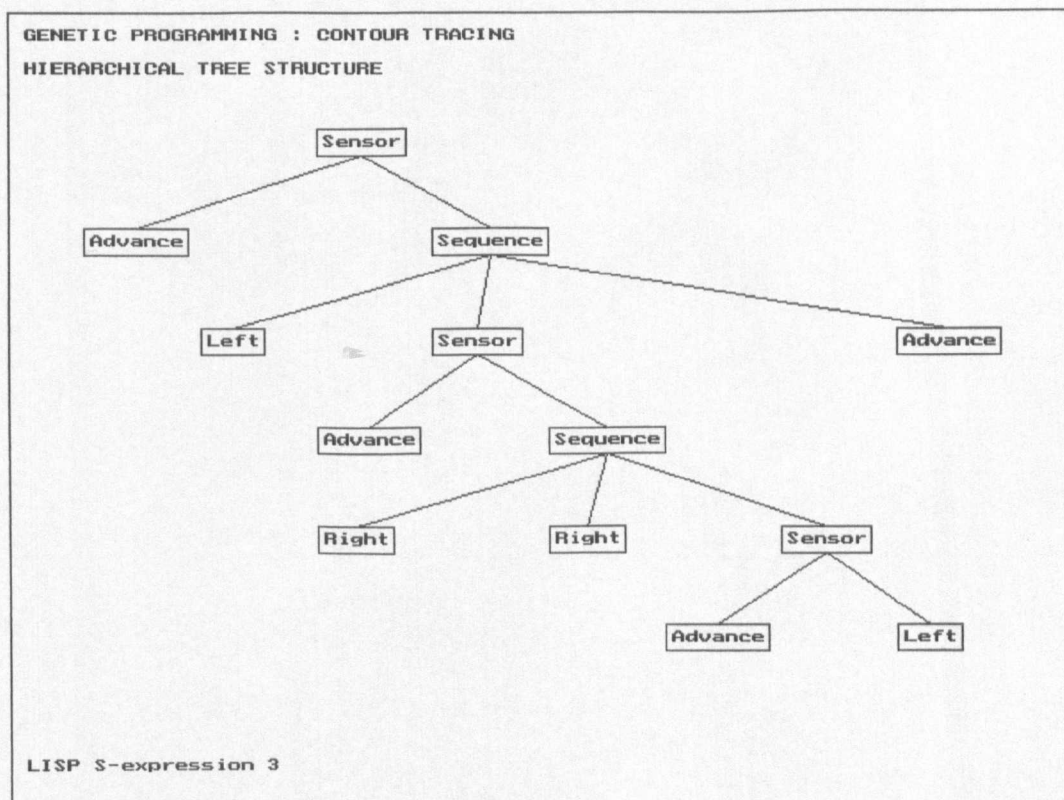 GENETIC PROGRAMMING : CONTOUR TRACING
HIERARCHICAL TREE STRUCTURE
Sensor
Advance Sequence
Left Sensor Advance
Advance Sequence
Right Right Sensor
Advance Left
LISP S-expression 3